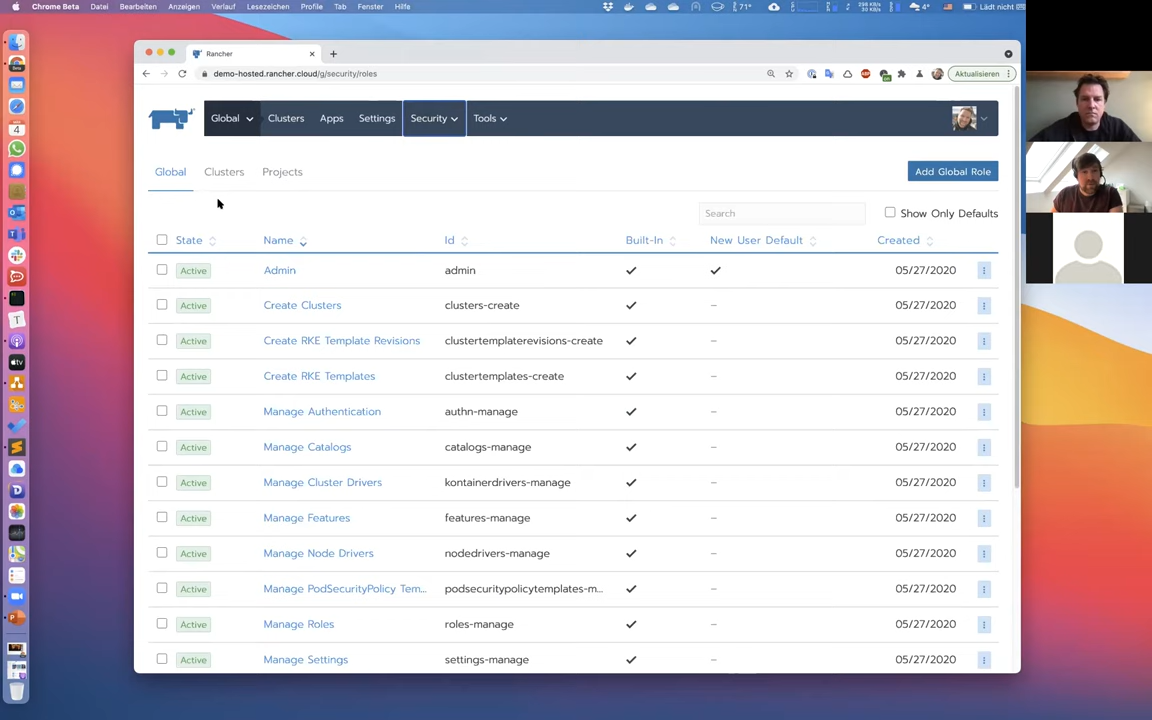 Chrome Beta Datei Bearbeiten Anzeigen Verlauf Lesezeichen Profile Tab Fenster Hilfe 71° 4° Lädt nicht
Rancher
demo-hosted.rancher.cloud/g/security/roles Aktualisieren
Global Clusters Apps Settings Security Tools
Global Clusters Projects Add Global Role
Search Show Only Defaults
State Name Id Built-In New User Default Created
Active Admin admin – 05/27/2020
Active Create Clusters clusters-create – 05/27/2020
Active Create RKE Template Revisions clustertemplaterevisions-create – 05/27/2020
Active Create RKE Templates clustertemplates-create – 05/27/2020
Active Manage Authentication authn-manage – 05/27/2020
Active Manage Catalogs catalogs-manage – 05/27/2020
Active Manage Cluster Drivers kontainerdrivers-manage – 05/27/2020
Active Manage Features features-manage – 05/27/2020
Active Manage Node Drivers nodedrivers-manage – 05/27/2020
Active Manage PodSecurityPolicy Tem... podsecuritypolicytemplates-m... – 05/27/2020
Active Manage Roles roles-manage – 05/27/2020
Active Manage Settings settings-manage – 05/27/2020